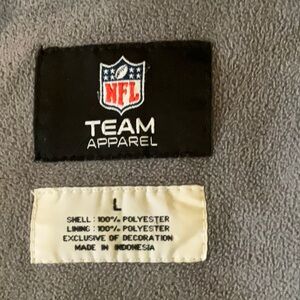 NFL
TEAM
APPAREL
L
SHELL : 100% POLYESTER
LINING : 100% POLYESTER
EXCLUSIVE OF DECORATION
MADE IN INDONESIA